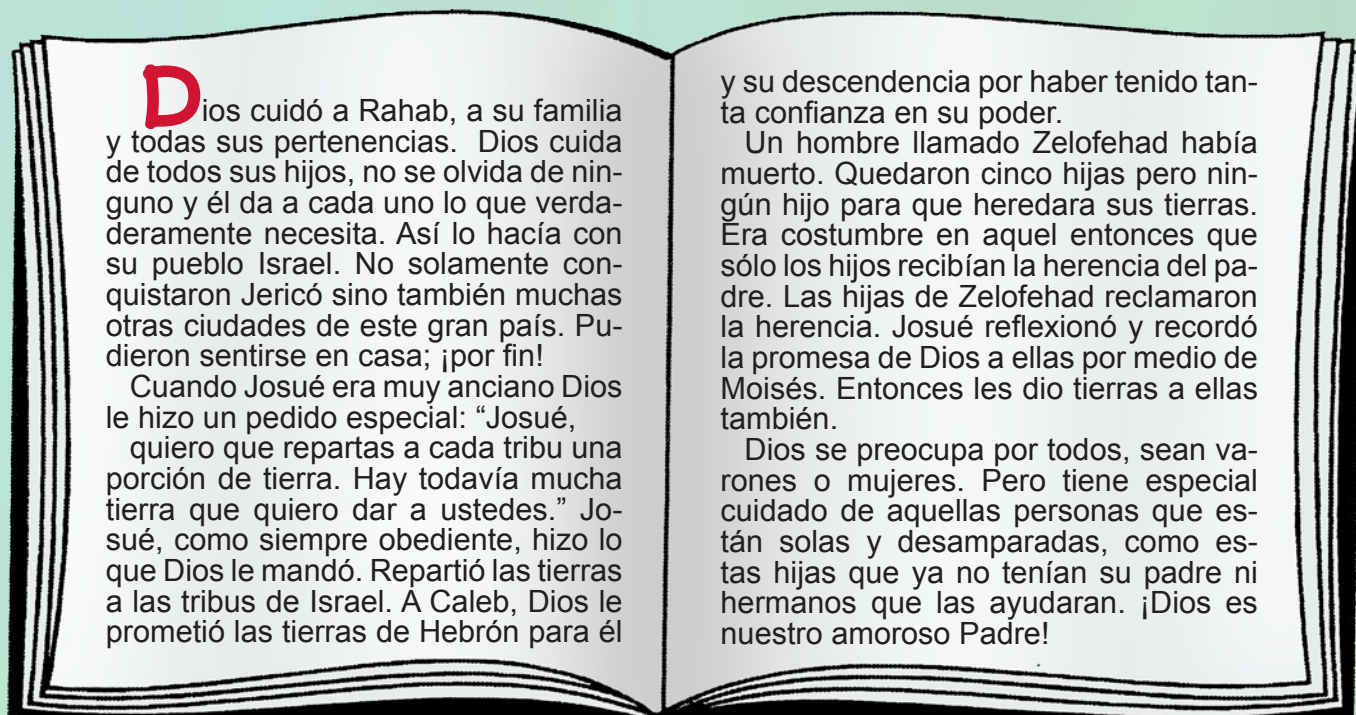 Dios cuidó a Rahab, a su familia
y todas sus pertenencias. Dios cuida
de todos sus hijos, no se olvida de nin-
guno y él da a cada uno lo que verda-
deramente necesita. Así lo hacía con
su pueblo Israel. No solamente con-
quistaron Jericó sino también muchas
otras ciudades de este gran país. Pu-
dieron sentirse en casa; ¡por fin!
Cuando Josué era muy anciano Dios
le hizo un pedido especial: “Josué,
quiero que repartas a cada tribu una
porción de tierra. Hay todavía mucha
tierra que quiero dar a ustedes.” Jo-
sué, como siempre obediente, hizo lo
que Dios le mandó. Repartió las tierras
a las tribus de Israel. A Caleb, Dios le
prometió las tierras de Hebrón para él
y su descendencia por haber tenido tan-
ta confianza en su poder.
Un hombre llamado Zelofehad había
muerto. Quedaron cinco hijas pero nin-
gún hijo para que heredara sus tierras.
Era costumbre en aquel entonces que
sólo los hijos recibían la herencia del pa-
dre. Las hijas de Zelofehad reclamaron
la herencia. Josué reflexionó y recordó
la promesa de Dios a ellas por medio de
Moisés. Entonces les dio tierras a ellas
también.
Dios se preocupa por todos, sean va-
rones o mujeres. Pero tiene especial
cuidado de aquellas personas que es-
tán solas y desamparadas, como es-
tas hijas que ya no tenían su padre ni
hermanos que las ayudaran. ¡Dios es
nuestro amoroso Padre!